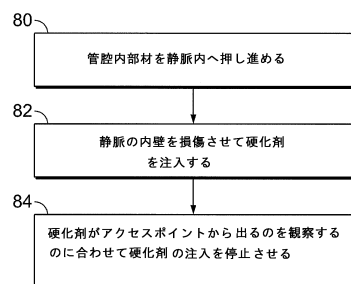 80
管腔内部材を静脈内へ押し進める
82
静脈の内壁を損傷させて硬化剤
を注入する
84
硬化剤がアクセスポイントから出るのを観察する
のに合わせて硬化剤の注入を停止させる